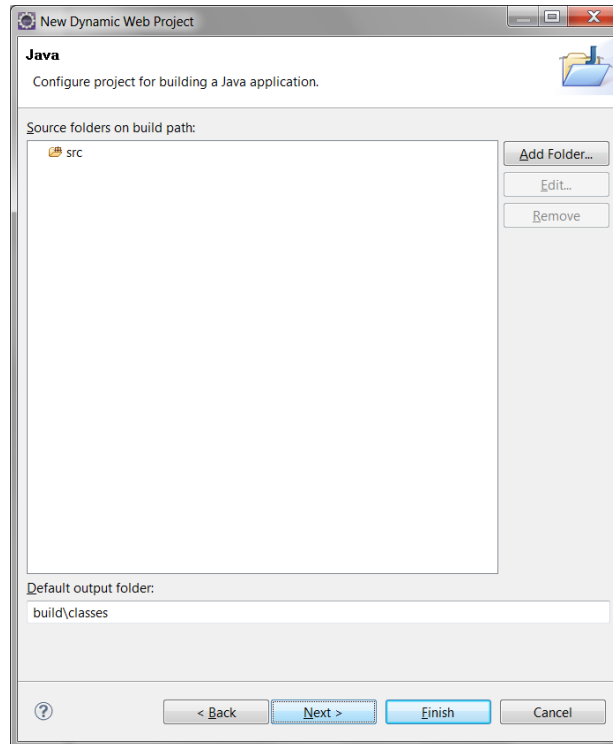 New Dynamic Web Project
Java
Configure project for building a Java application.
Source folders on build path:
src
Add Folder...
Edit...
Remove
Default output folder:
build\classes
?
< Back
Next >
Finish
Cancel